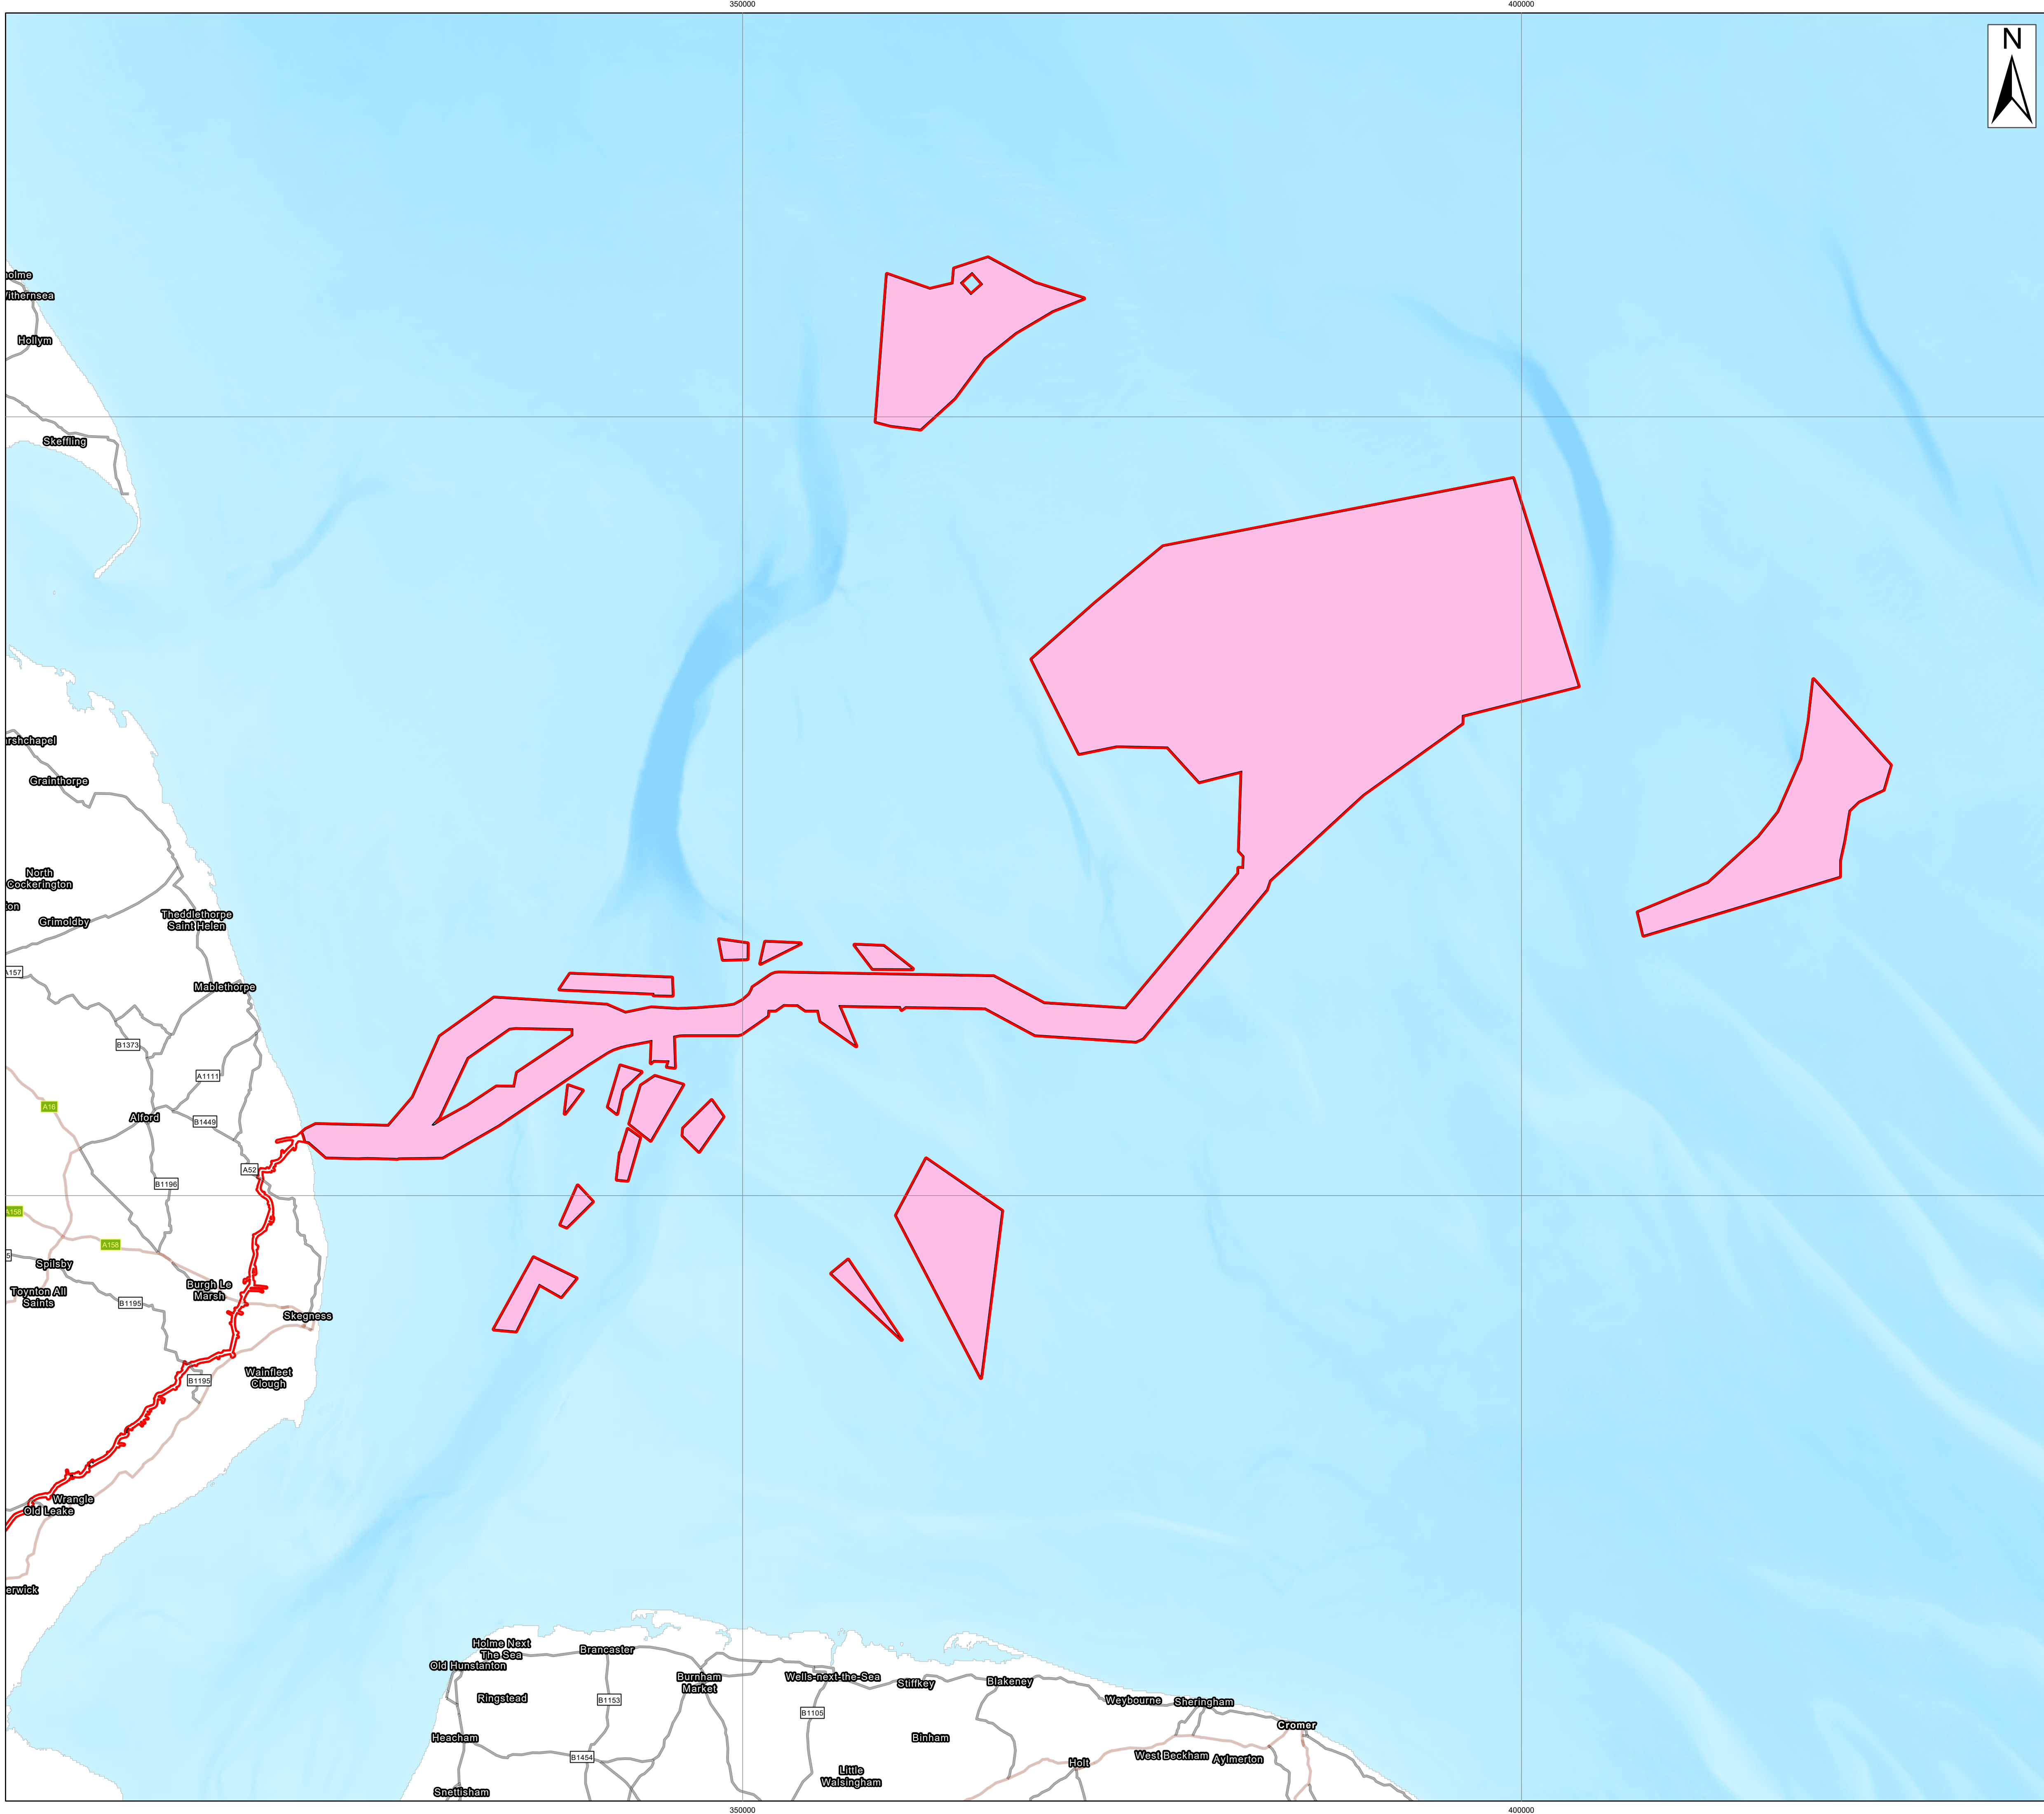 350000
400000
N
olme
ithernsea
Hollym
Skeffling
rshchapel
Grainthorpe
North
Cockerington
ton
Grimoldby
Theddlethorpe
Saint Helen
A157
Mablethorpe
B1373
A1111
A16
Alford
B1449
A52
B1196
A158
A158
5
Spilsby
Toynton All
Saints
Burgh Le
Marsh
B1195
Skegness
Wainfleet
Clough
B1195
Wrangle
Old Leake
erwick
Holme Next
The Sea
Old Hunstanton
Brancaster
Burnham
Market
Wells-next-the-Sea
Stiffkey
Blakeney
Ringstead
B1153
B1105
Weybourne
Sheringham
Cromer
Heacham
B1454
Binham
Holt
West Beckham
Aylmerton
Little
Walsingham
Snettisham
350000
400000